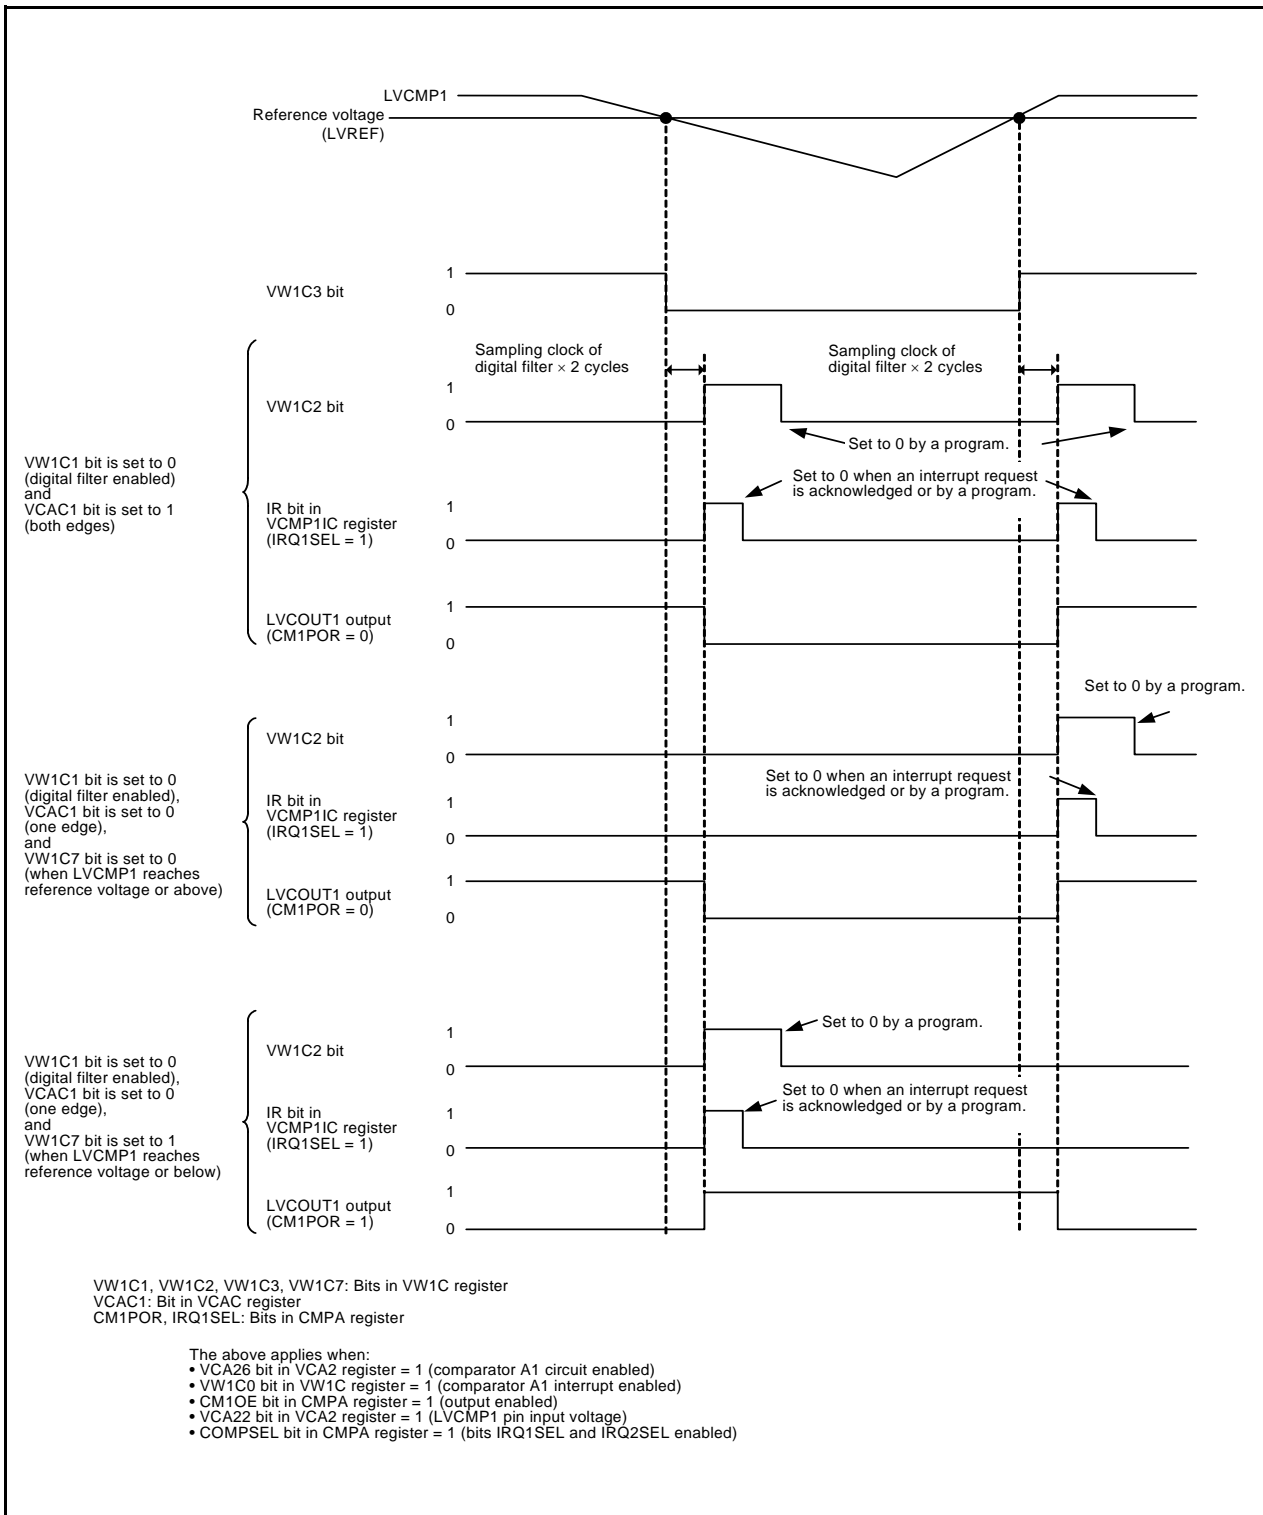 LVCMP1
Reference voltage
(LVREF)
VW1C3 bit
1
0
Sampling clock of
digital filter × 2 cycles
Sampling clock of
digital filter × 2 cycles
VW1C2 bit
1
0
Set to 0 by a program.
VW1C1 bit is set to 0
(digital filter enabled)
and
VCAC1 bit is set to 1
(both edges)
Set to 0 when an interrupt request
is acknowledged or by a program.
IR bit in
VCMP1IC register
(IRQ1SEL = 1)
1
0
LVCOUT1 output
(CM1POR = 0)
1
0
Set to 0 by a program.
VW1C2 bit
1
0
VW1C1 bit is set to 0
(digital filter enabled),
VCAC1 bit is set to 0
(one edge),
and
VW1C7 bit is set to 0
(when LVCMP1 reaches
reference voltage or above)
Set to 0 when an interrupt request
is acknowledged or by a program.
IR bit in
VCMP1IC register
(IRQ1SEL = 1)
1
0
LVCOUT1 output
(CM1POR = 0)
1
0
Set to 0 by a program.
VW1C2 bit
1
0
VW1C1 bit is set to 0
(digital filter enabled),
VCAC1 bit is set to 0
(one edge),
and
VW1C7 bit is set to 1
(when LVCMP1 reaches
reference voltage or below)
Set to 0 when an interrupt request
is acknowledged or by a program.
IR bit in
VCMP1IC register
(IRQ1SEL = 1)
1
0
LVCOUT1 output
(CM1POR = 1)
1
0
VW1C1, VW1C2, VW1C3, VW1C7: Bits in VW1C register
VCAC1: Bit in VCAC register
CM1POR, IRQ1SEL: Bits in CMPA register
The above applies when:
• VCA26 bit in VCA2 register = 1 (comparator A1 circuit enabled)
• VW1C0 bit in VW1C register = 1 (comparator A1 interrupt enabled)
• CM1OE bit in CMPA register = 1 (output enabled)
• VCA22 bit in VCA2 register = 1 (LVCMP1 pin input voltage)
• COMPSEL bit in CMPA register = 1 (bits IRQ1SEL and IRQ2SEL enabled)